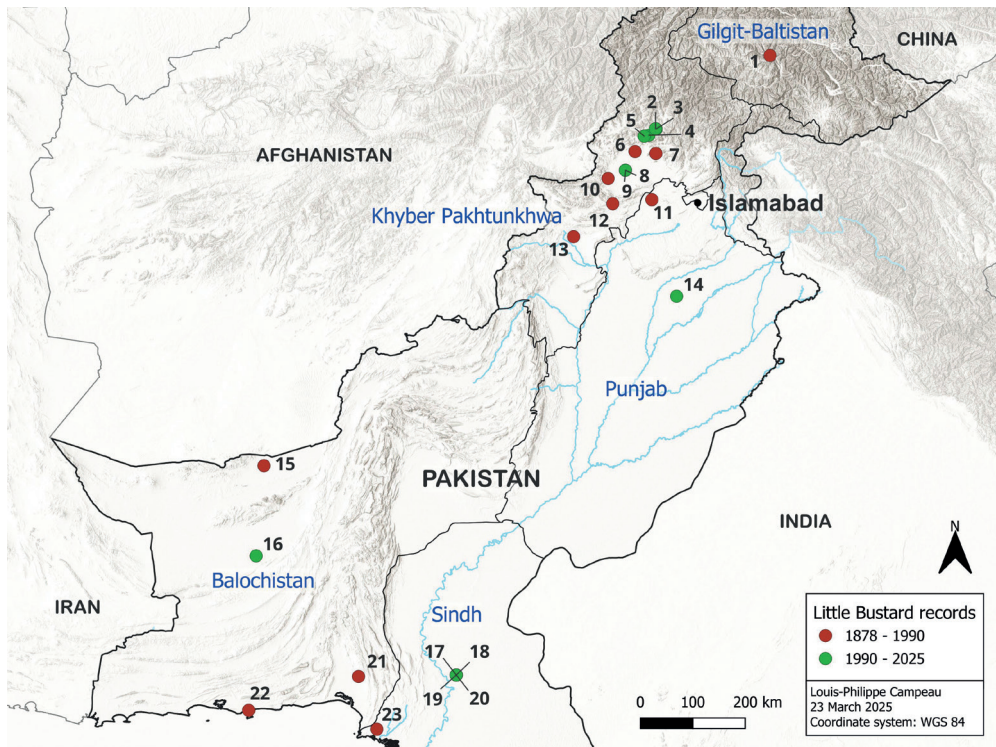 Gilgit-Baltistan
CHINA
1
2
3
5
4
AFGHANISTAN
6
7
8
10
9
11
Islamabad
12
Khyber Pakhtunkhwa
13
14
Punjab
15
PAKISTAN
INDIA
16
Balochistan
IRAN
Sindh
17
18
19
20
21
22
23
N
Little Bustard records
1878 - 1990
1990 - 2025
Louis-Philippe Campeau
23 March 2025
Coordinate system: WGS 84
0
100
200 km